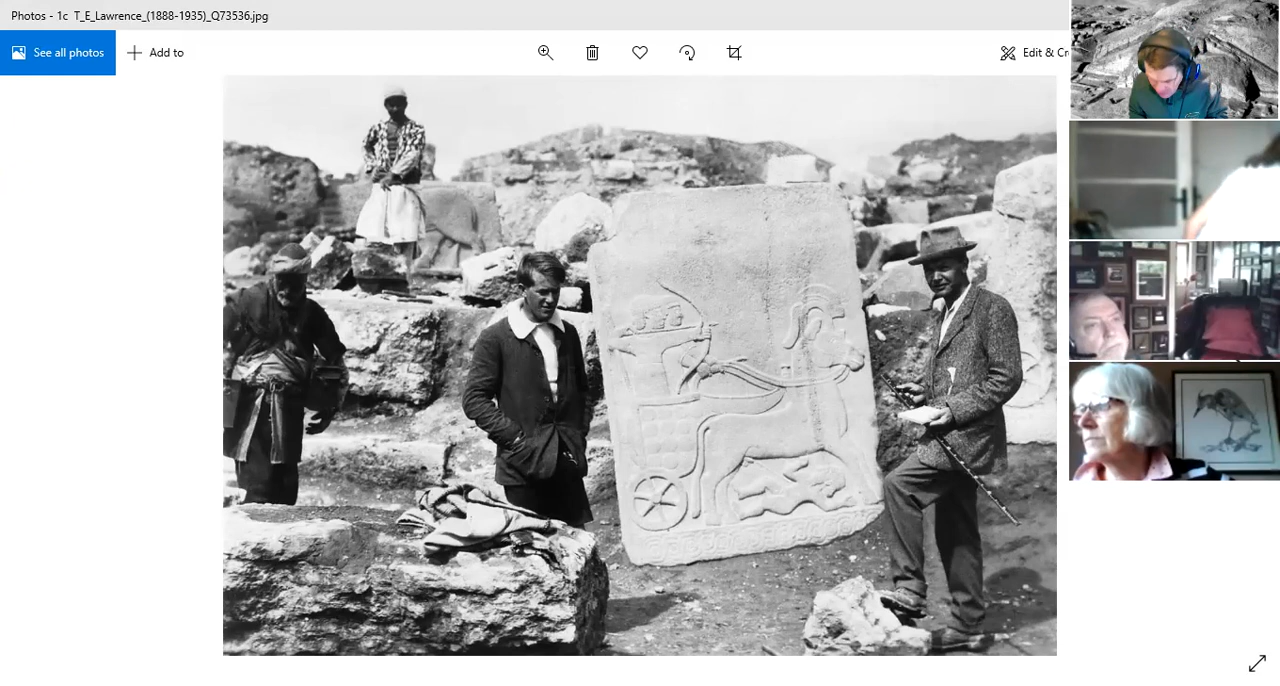 Photos - 1c  T_E_Lawrence_(1888-1935)_Q73536.jpg
See all photos
Add to
Edit & Cr